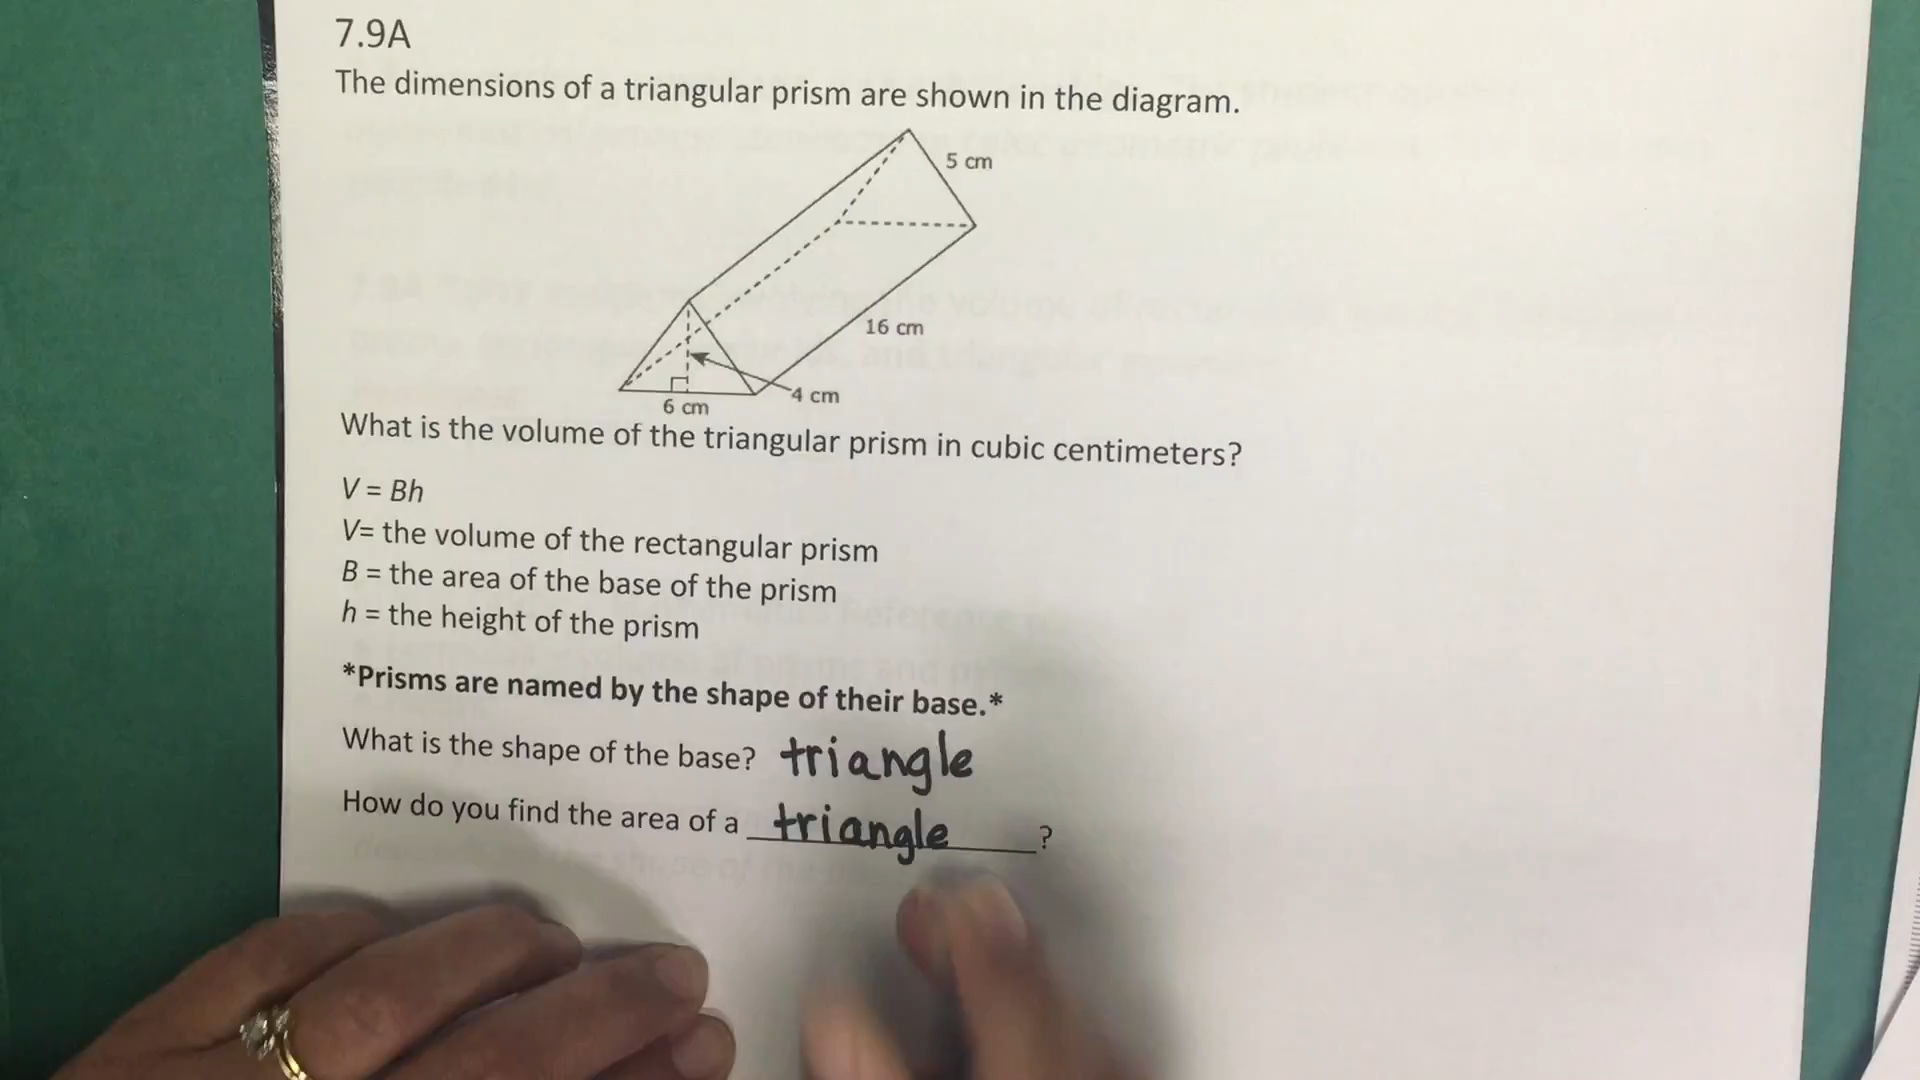 7.9A
The dimensions of a triangular prism are shown in the diagram.
5 cm
16 cm
4 cm
6 cm
What is the volume of the triangular prism in cubic centimeters?
V = Bh
V= the volume of the rectangular prism
B = the area of the base of the prism
h = the height of the prism
*Prisms are named by the shape of their base.*
What is the shape of the base? triangle
How do you find the area of a triangle?